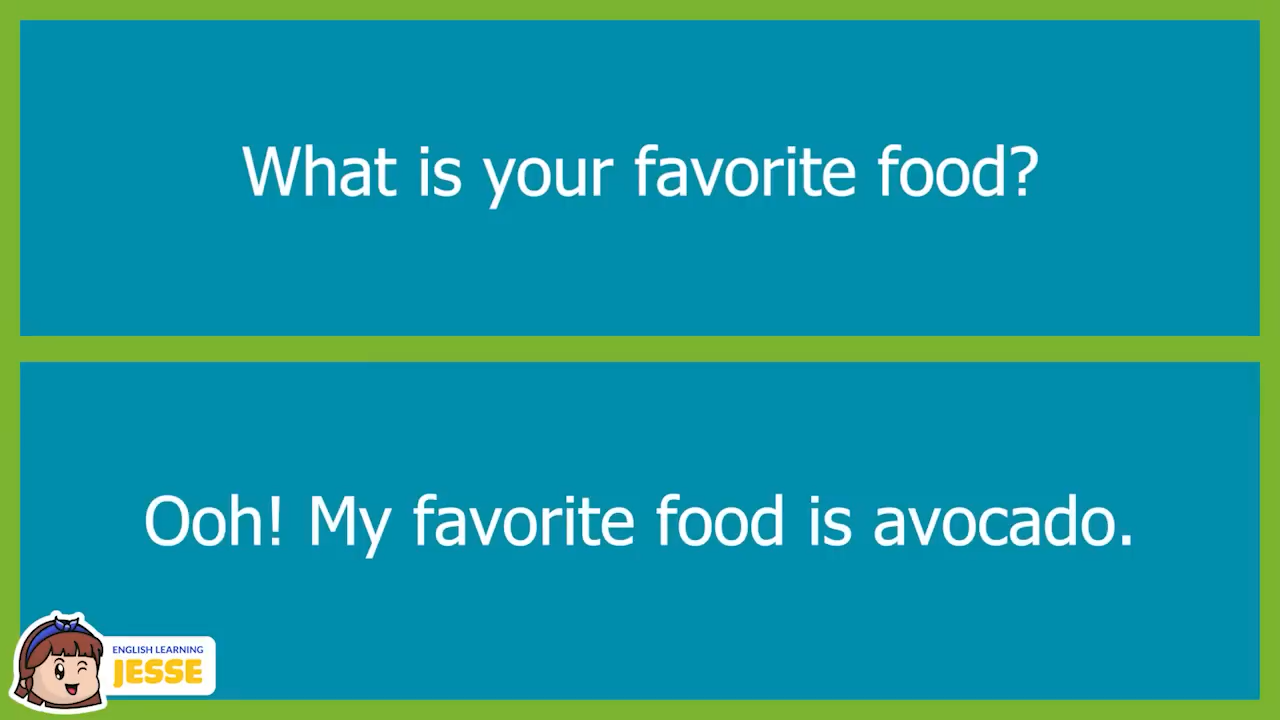 What is your favorite food?
Ooh! My favorite food is avocado.
ENGLISH LEARNING
JESSE